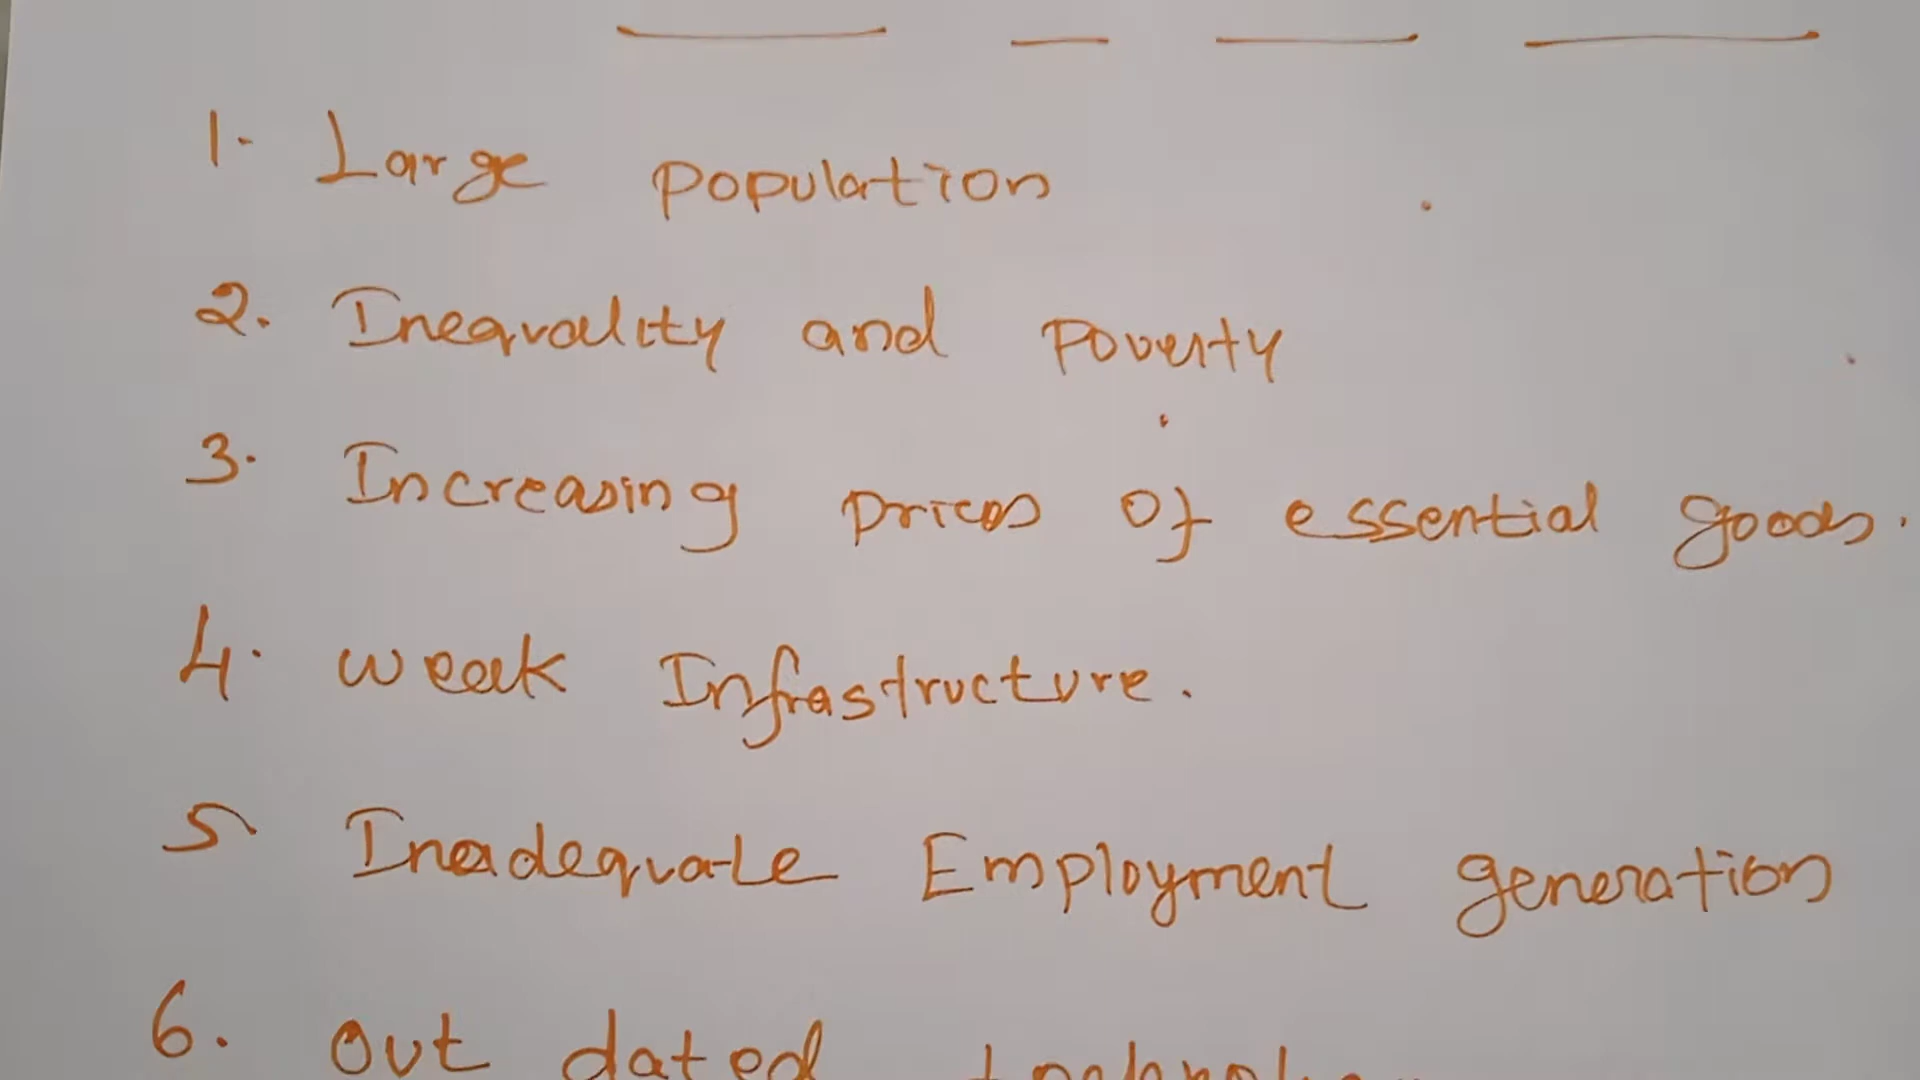 1. Large population
2. Inequality and Poverty
3. Increasing prices of essential goods.
4. Weak Infrastructure.
5 Inadequate Employment generation
6. Out dated